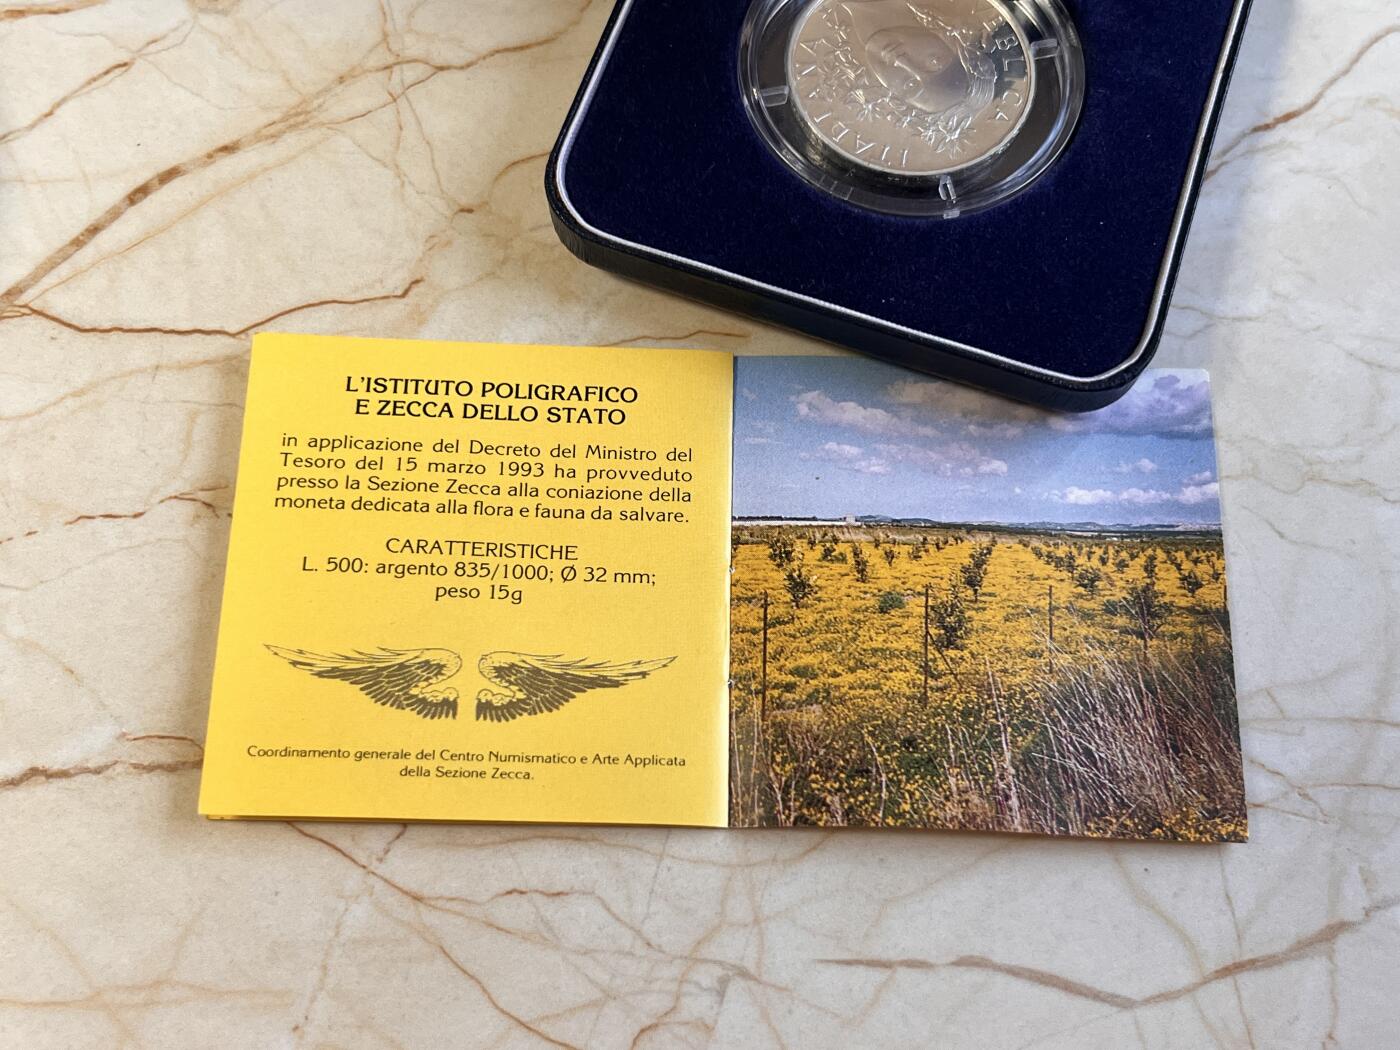 REPVBBLICA ITALIANA
L'ISTITUTO POLIGRAFICO
E ZECCA DELLO STATO
in applicazione del Decreto del Ministro del
Tesoro del 15 marzo 1993 ha provveduto
presso la Sezione Zecca alla coniazione della
moneta dedicata alla flora e fauna da salvare.
CARATTERISTICHE
L. 500: argento 835/1000; Ø 32 mm;
peso 15g
Coordinamento generale del Centro Numismatico e Arte Applicata
della Sezione Zecca.